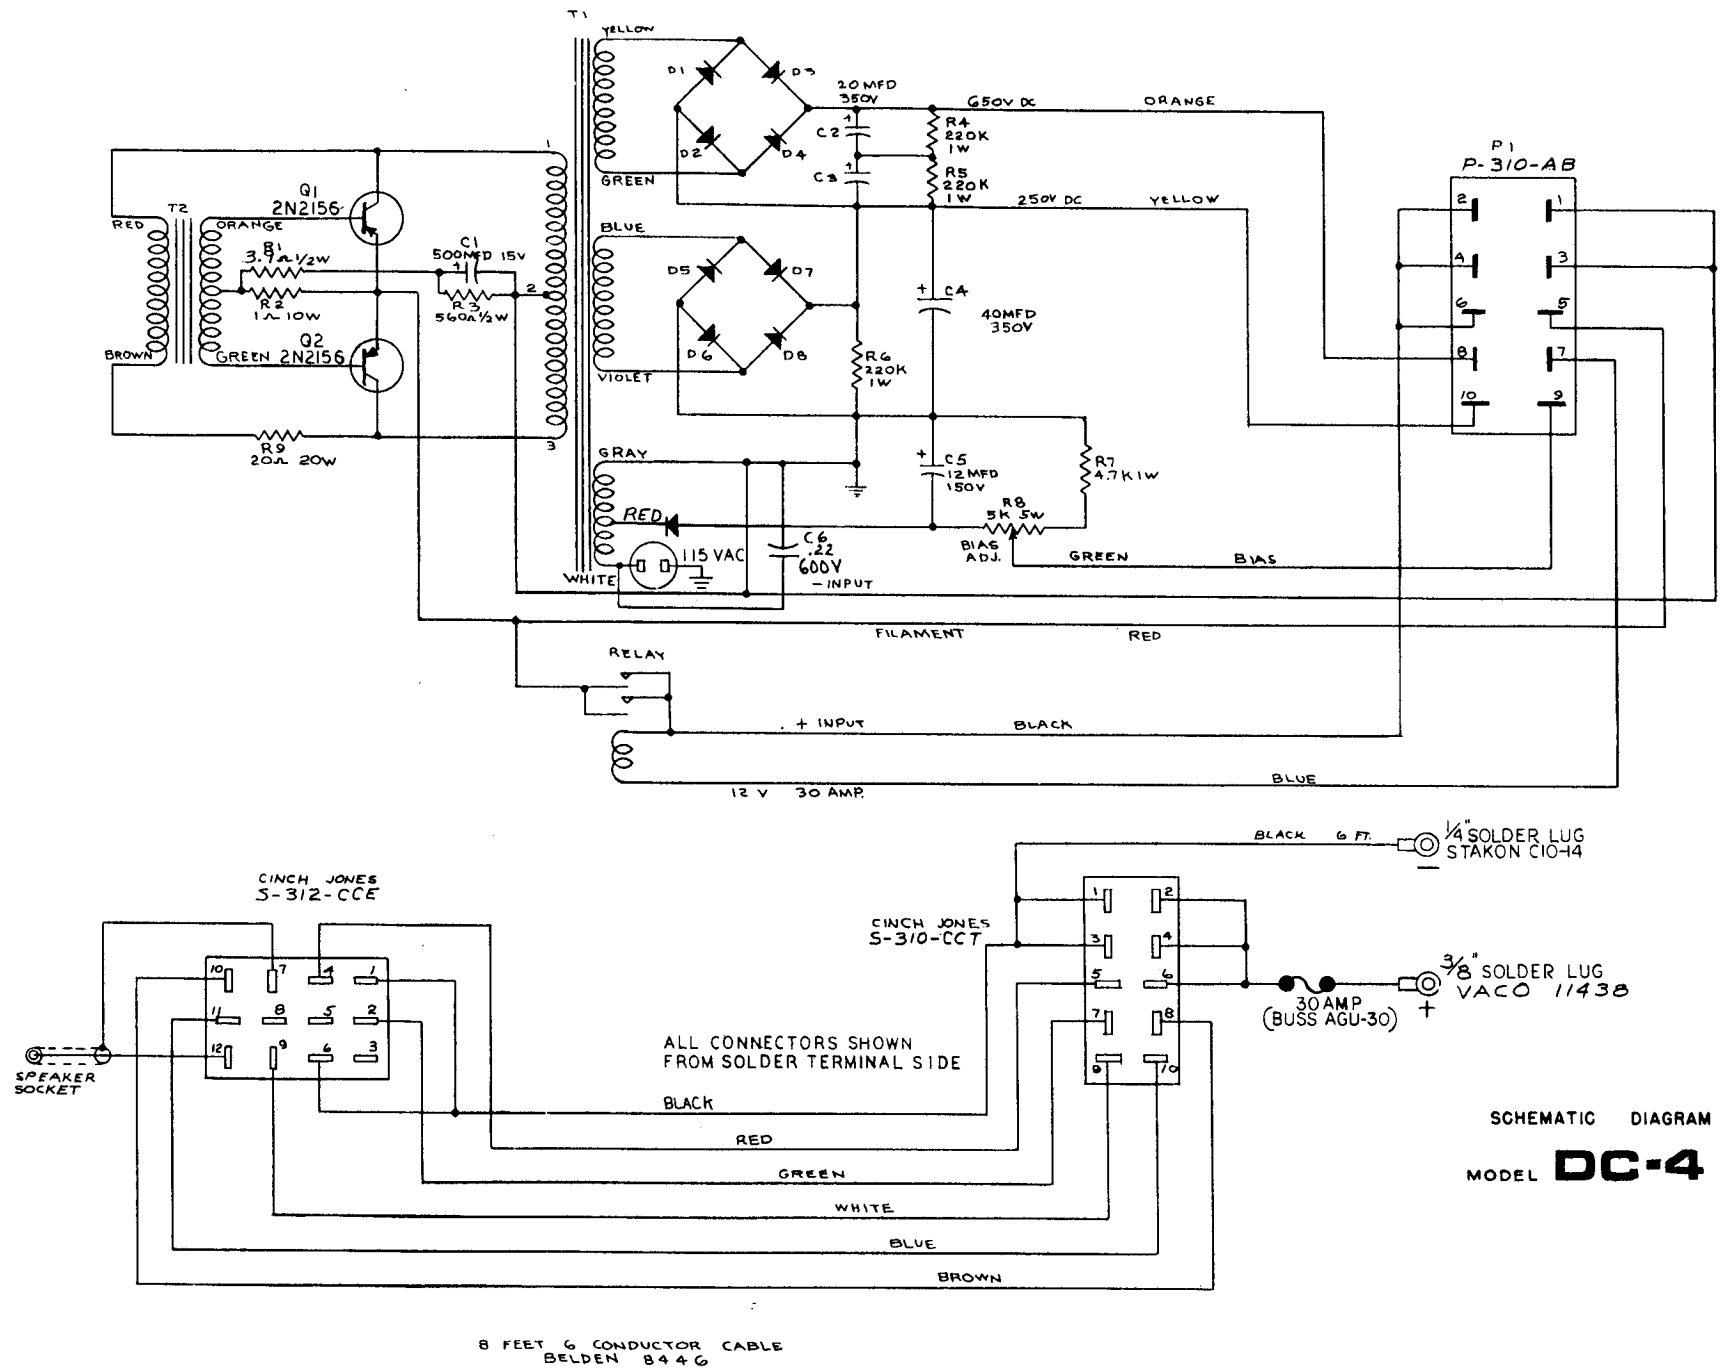 T1
YELLOW
D1
D3
D2
D4
GREEN
20 MFD
350V
+
C2
+
C3
R4
220K
1W
R5
220K
1W
650V DC ORANGE
250V DC YELLOW
P1
P-310-AB
2 1
4 3
6 5
8 7
10 9
1
2
3
T2
RED
BROWN
ORANGE
GREEN
Q1
2N2156
R1
3.9Ω 1/2W
R2
1Ω 10W
Q2
2N2156
C1
500MFD 15V
+
R3
560Ω 1/2W
R9
20Ω 20W
BLUE
D5
D7
D6
D8
VIOLET
R6
220K
1W
+
C4
40MFD
350V
GRAY
RED
WHITE
115 VAC
C6
.22
600V
+
C5
12MFD
150V
R7
4.7K 1W
R8
5K 5W
BIAS
ADJ.
GREEN BIAS
- INPUT
FILAMENT RED
RELAY
+ INPUT BLACK
BLUE
12 V 30 AMP.
BLACK 6 FT.
1/4" SOLDER LUG
STAKON C10-14
−
CINCH JONES
S-312-CCE
10 7 4 1
11 8 5 2
12 9 6 3
SPEAKER
SOCKET
CINCH JONES
S-310-CCT
1 2
3 4
5 6
7 8
9 10
3/8" SOLDER LUG
VACO 11438
+
30 AMP
(BUSS AGU-30)
ALL CONNECTORS SHOWN
FROM SOLDER TERMINAL SIDE
BLACK
RED
GREEN
WHITE
BLUE
BROWN
SCHEMATIC DIAGRAM
MODEL DC-4
8 FEET 6 CONDUCTOR CABLE
BELDEN 8446